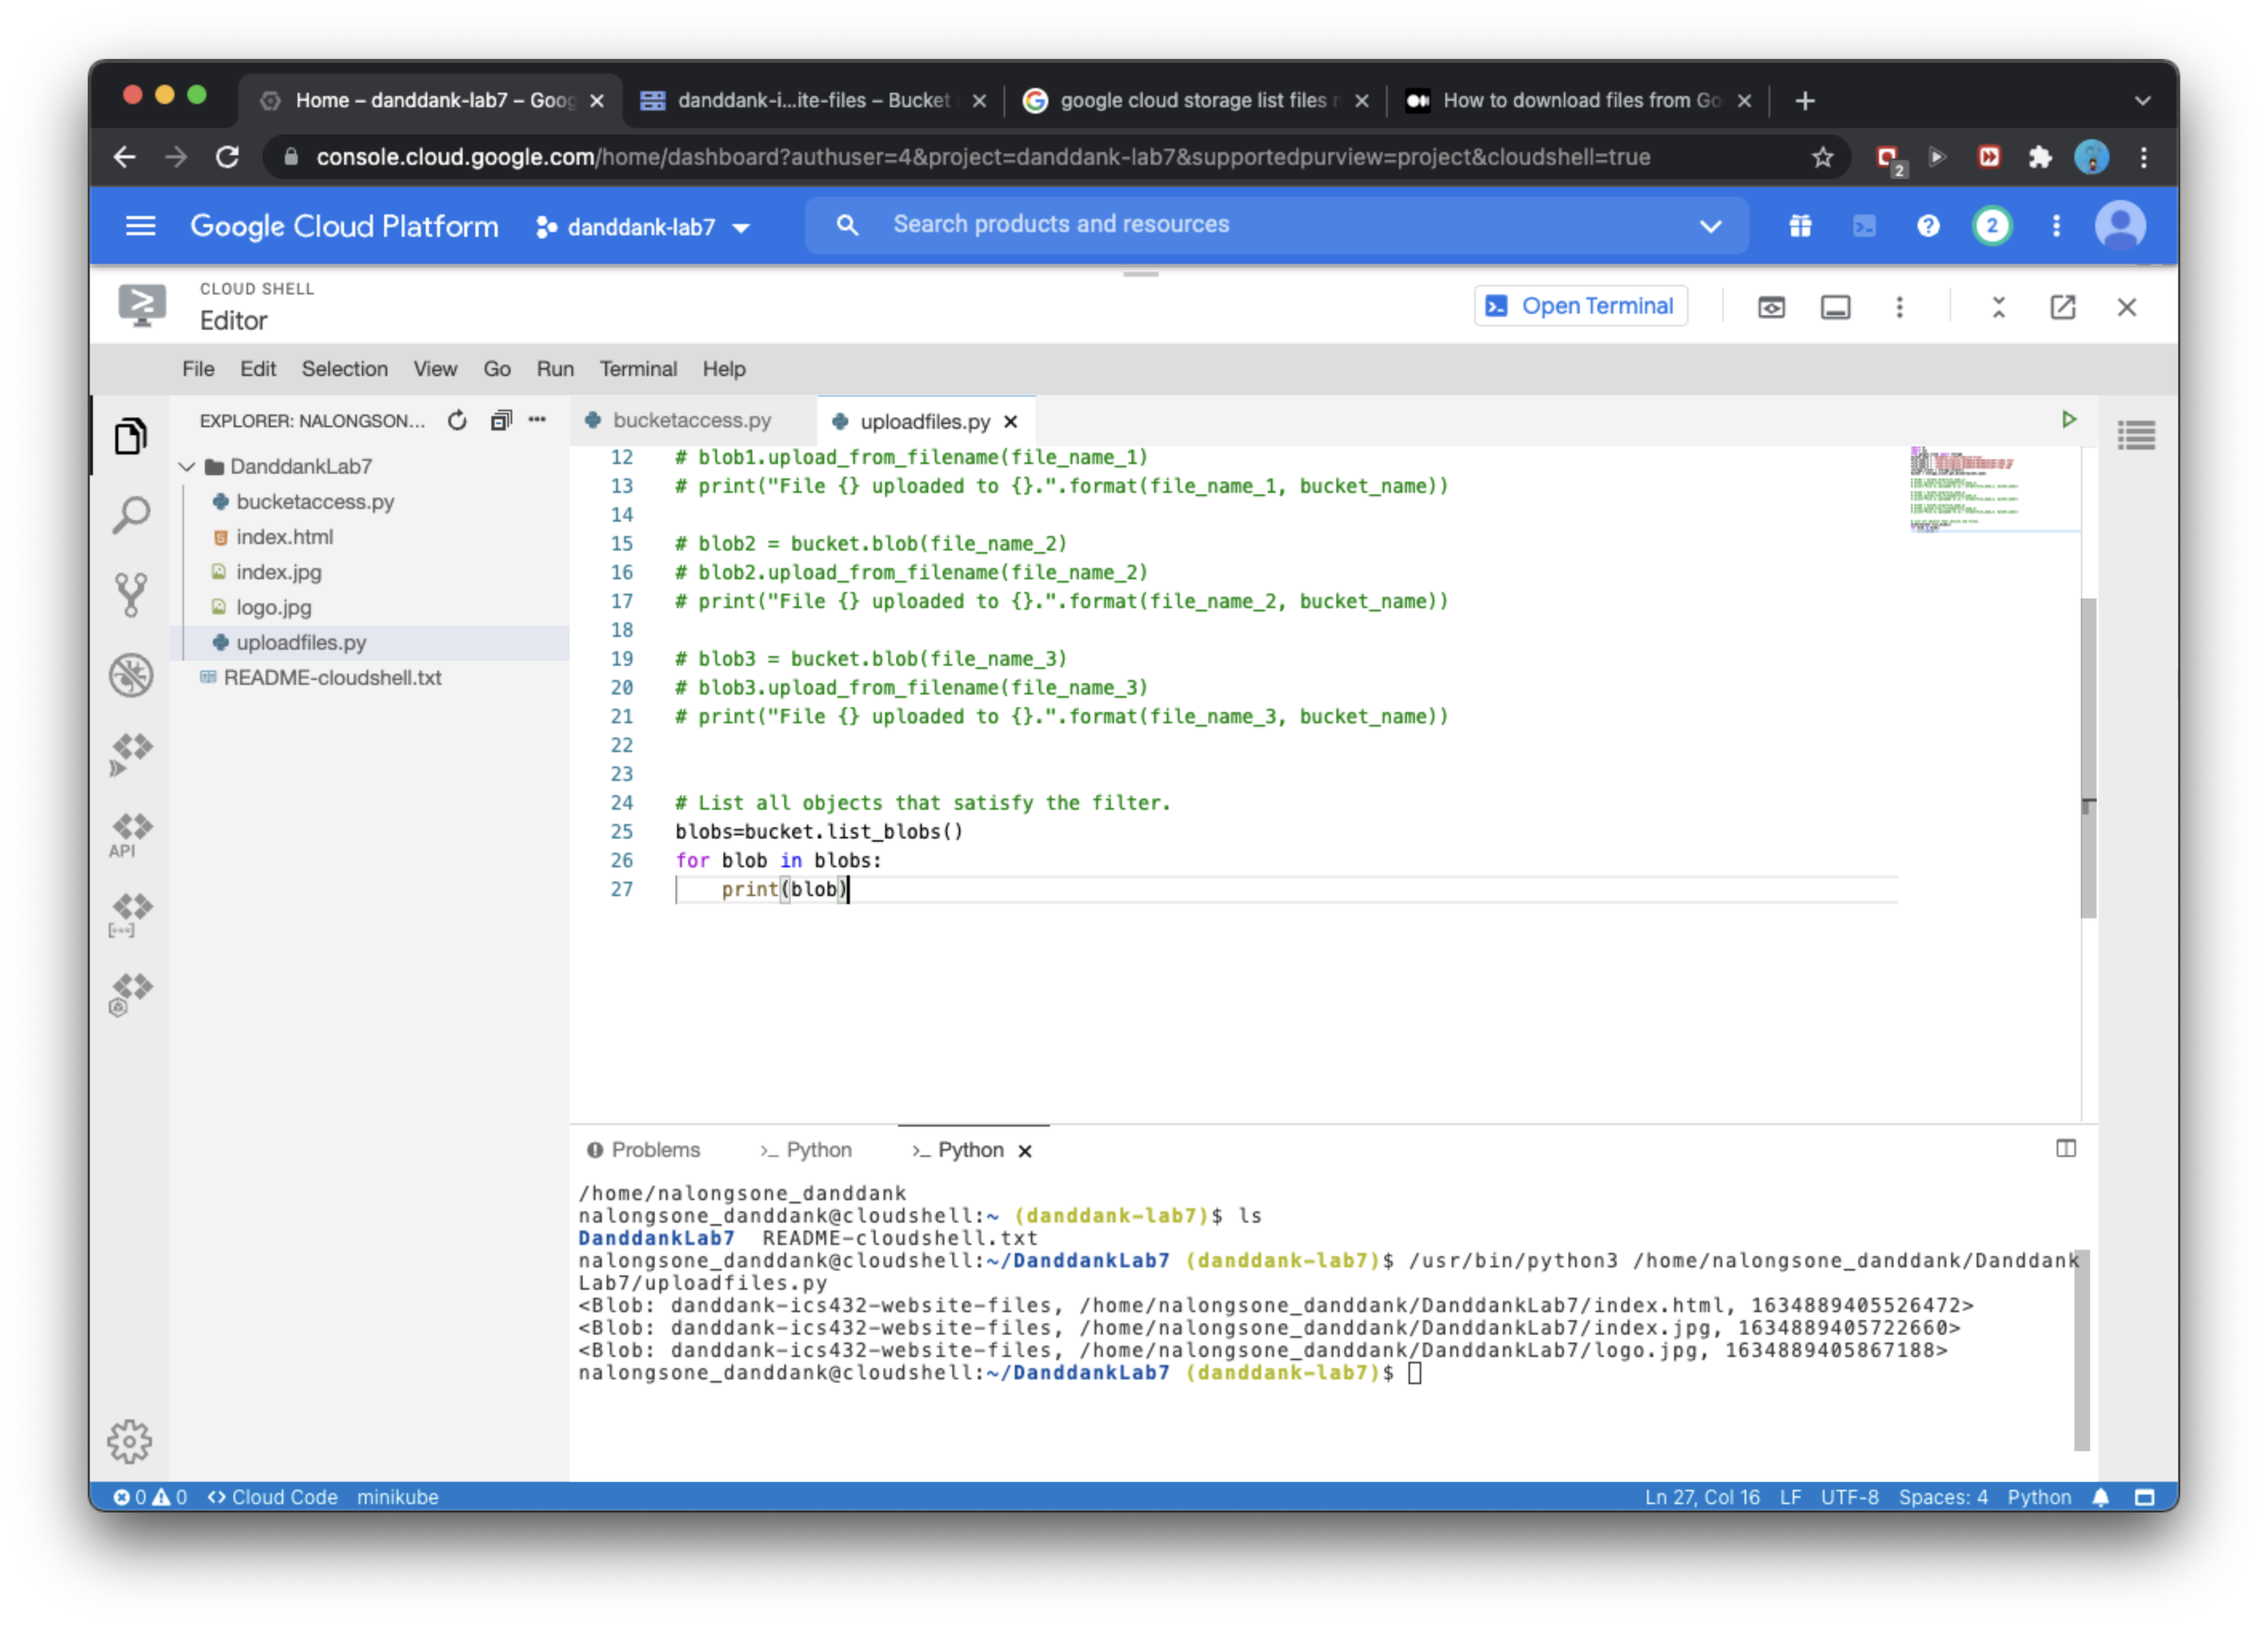 Home – danddank-lab7 – Goog
danddank-i...ite-files – Bucket
google cloud storage list files
How to download files from Go
console.cloud.google.com/home/dashboard?authuser=4&project=danddank-lab7&supportedpurview=project&cloudshell=true
2
Google Cloud Platform
danddank-lab7
Search products and resources
2
CLOUD SHELL
Editor
Open Terminal
File Edit Selection View Go Run Terminal Help
EXPLORER: NALONGSON...
bucketaccess.py
uploadfiles.py
DanddankLab7
bucketaccess.py
index.html
index.jpg
logo.jpg
uploadfiles.py
README-cloudshell.txt
API
12 # blob1.upload_from_filename(file_name_1)
13 # print("File {} uploaded to {}.".format(file_name_1, bucket_name))
14
15 # blob2 = bucket.blob(file_name_2)
16 # blob2.upload_from_filename(file_name_2)
17 # print("File {} uploaded to {}.".format(file_name_2, bucket_name))
18
19 # blob3 = bucket.blob(file_name_3)
20 # blob3.upload_from_filename(file_name_3)
21 # print("File {} uploaded to {}.".format(file_name_3, bucket_name))
22
23
24 # List all objects that satisfy the filter.
25 blobs=bucket.list_blobs()
26 for blob in blobs:
27 print(blob)
Problems
>_ Python
>_ Python
/home/nalongsone_danddank
nalongsone_danddank@cloudshell:~ (danddank-lab7)$ ls
DanddankLab7 README-cloudshell.txt
nalongsone_danddank@cloudshell:~/DanddankLab7 (danddank-lab7)$ /usr/bin/python3 /home/nalongsone_danddank/Danddank
Lab7/uploadfiles.py
<Blob: danddank-ics432-website-files, /home/nalongsone_danddank/DanddankLab7/index.html, 1634889405526472>
<Blob: danddank-ics432-website-files, /home/nalongsone_danddank/DanddankLab7/index.jpg, 1634889405722660>
<Blob: danddank-ics432-website-files, /home/nalongsone_danddank/DanddankLab7/logo.jpg, 1634889405867188>
nalongsone_danddank@cloudshell:~/DanddankLab7 (danddank-lab7)$
0 0 <> Cloud Code minikube
Ln 27, Col 16 LF UTF-8 Spaces: 4 Python